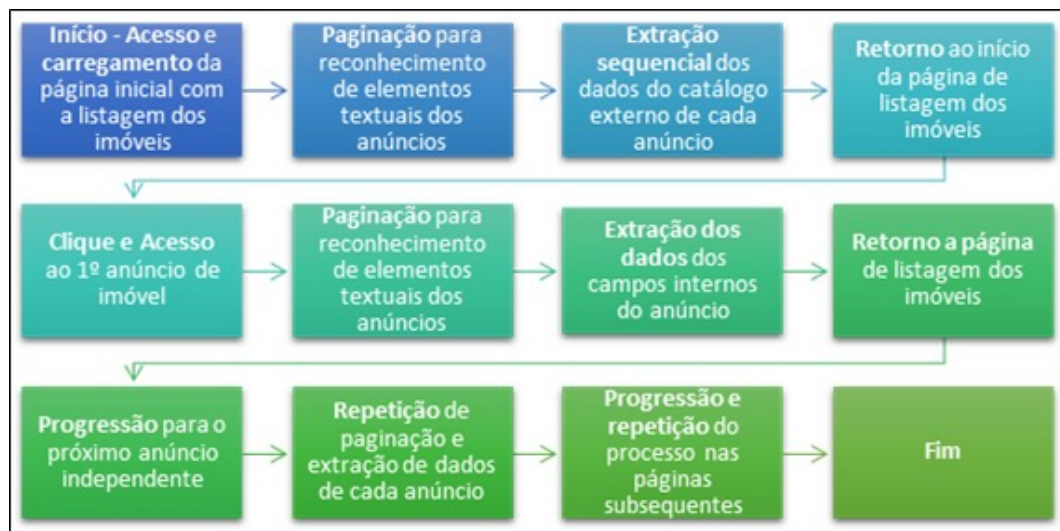 Início - Acesso e
carregamento da
página inicial com
a listagem dos
imóveis
Paginação para
reconhecimento
de elementos
textuais dos
anúncios
Extração
sequencial dos
dados do catálogo
externo de cada
anúncio
Retorno ao início
da página de
listagem dos
imóveis
Clique e Acesso
ao 1º anúncio de
imóvel
Paginação para
reconhecimento
de elementos
textuais dos
anúncios
Extração dos
dados dos
campos internos
do anúncio
Retorno a página
de listagem dos
imóveis
Progressão para o
próximo anúncio
independente
Repetição de
paginação e
extração de dados
de cada anúncio
Progressão e
repetição do
processo nas
páginas
subsequentes
Fim